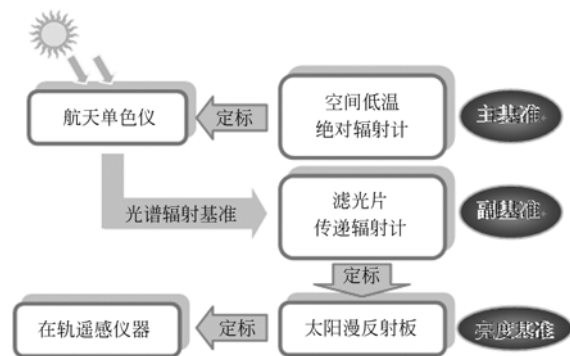 航天单色仪
定标
空间低温
绝对辐射计
主基准
光谱辐射基准
滤光片
传递辐射计
副基准
定标
在轨遥感仪器
定标
太阳漫反射板
亮度基准